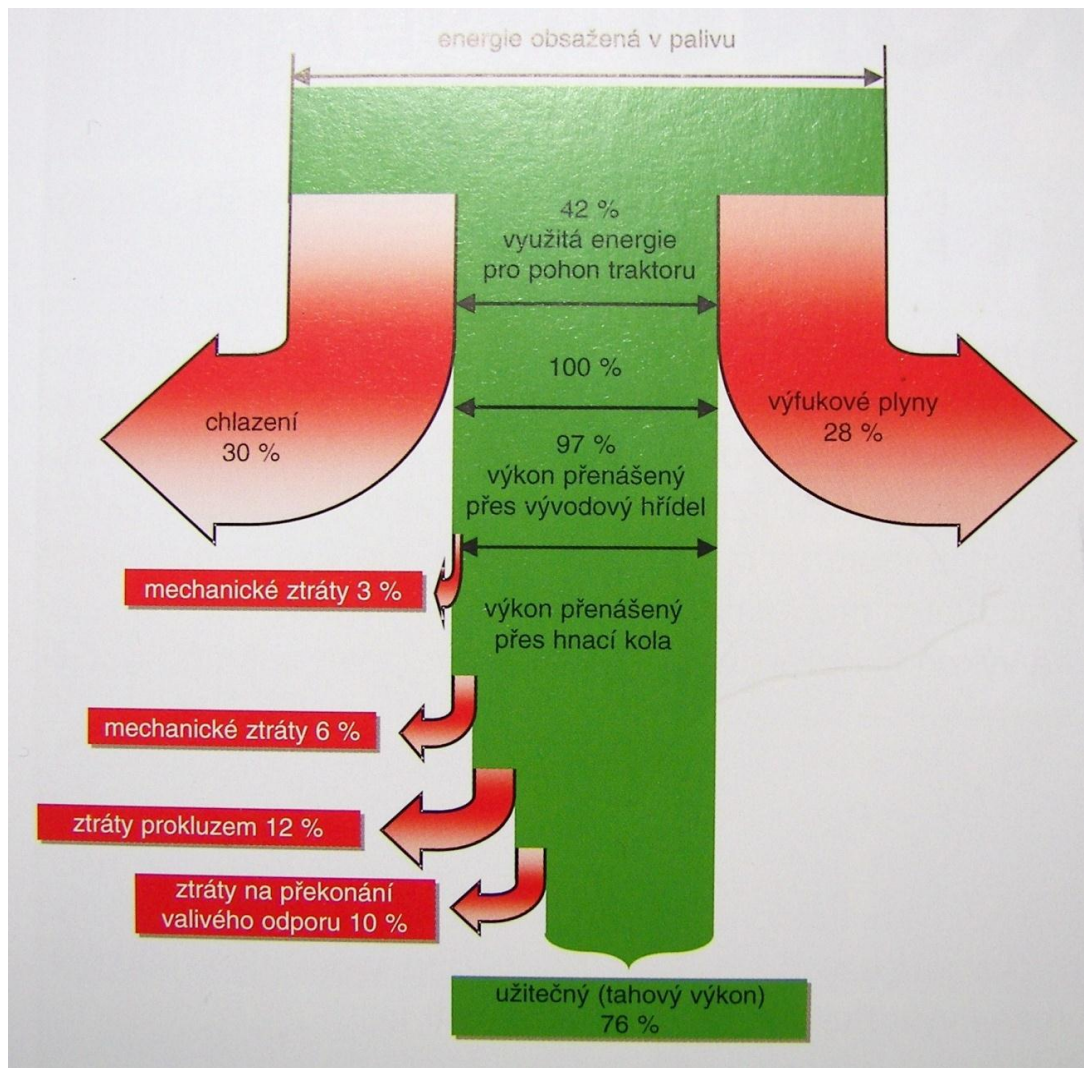 energie obsažená v palivu
42 %
využitá energie
pro pohon traktoru
100 %
chlazení
30 %
výfukové plyny
28 %
97 %
výkon přenášený
přes vývodový hřídel
mechanické ztráty 3 %
výkon přenášený
přes hnací kola
mechanické ztráty 6 %
ztráty prokluzem 12 %
ztráty na překonání
valivého odporu 10 %
užitečný (tahový výkon)
76 %